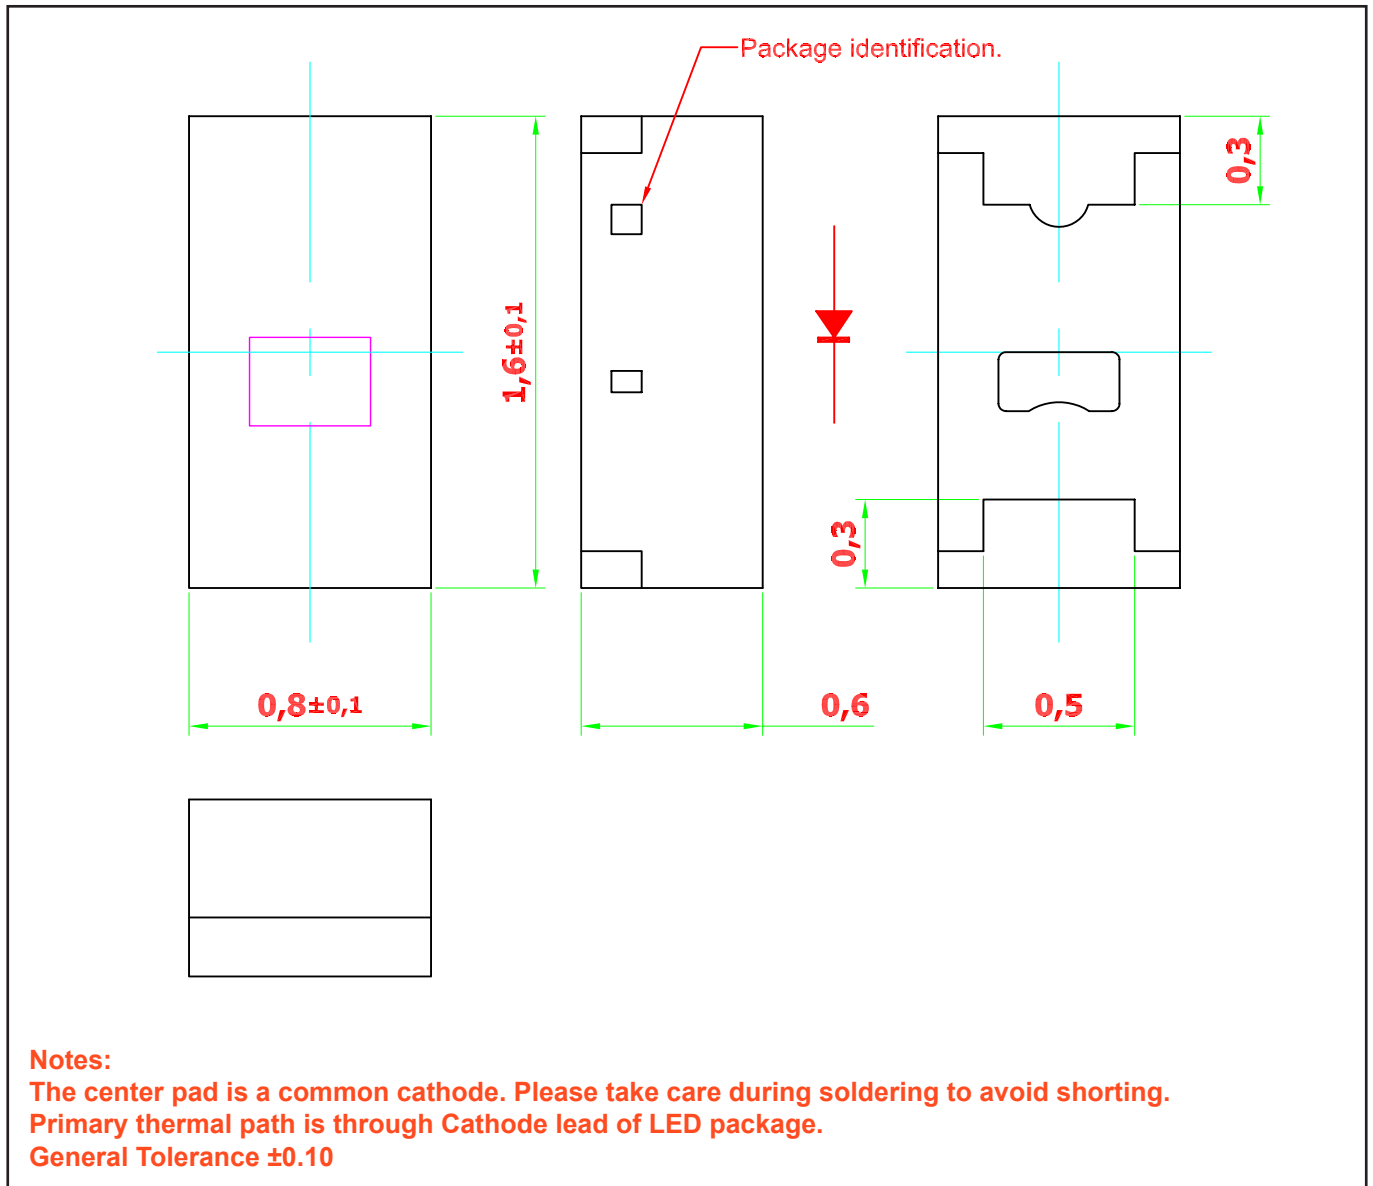 Package identification.
0,3
1,6±0,1
0,3
0,8±0,1
0,6
0,5
Notes:
The center pad is a common cathode. Please take care during soldering to avoid shorting.
Primary thermal path is through Cathode lead of LED package.
General Tolerance ±0.10